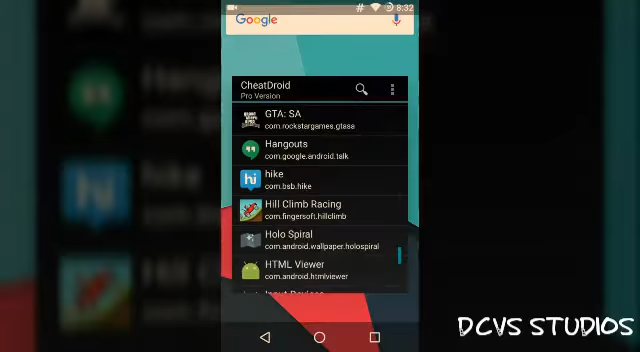 # 8:32
Google
CheatDroid
Pro Version
GTA: SA
com.rockstargames.gtasa
Hangouts
com.google.android.talk
hike
com.bsb.hike
Hill Climb Racing
com.fingersoft.hillclimb
Holo Spiral
com.android.wallpaper.holospiral
HTML Viewer
com.android.htmlviewer
Input Devices
DCVS STUDIOS